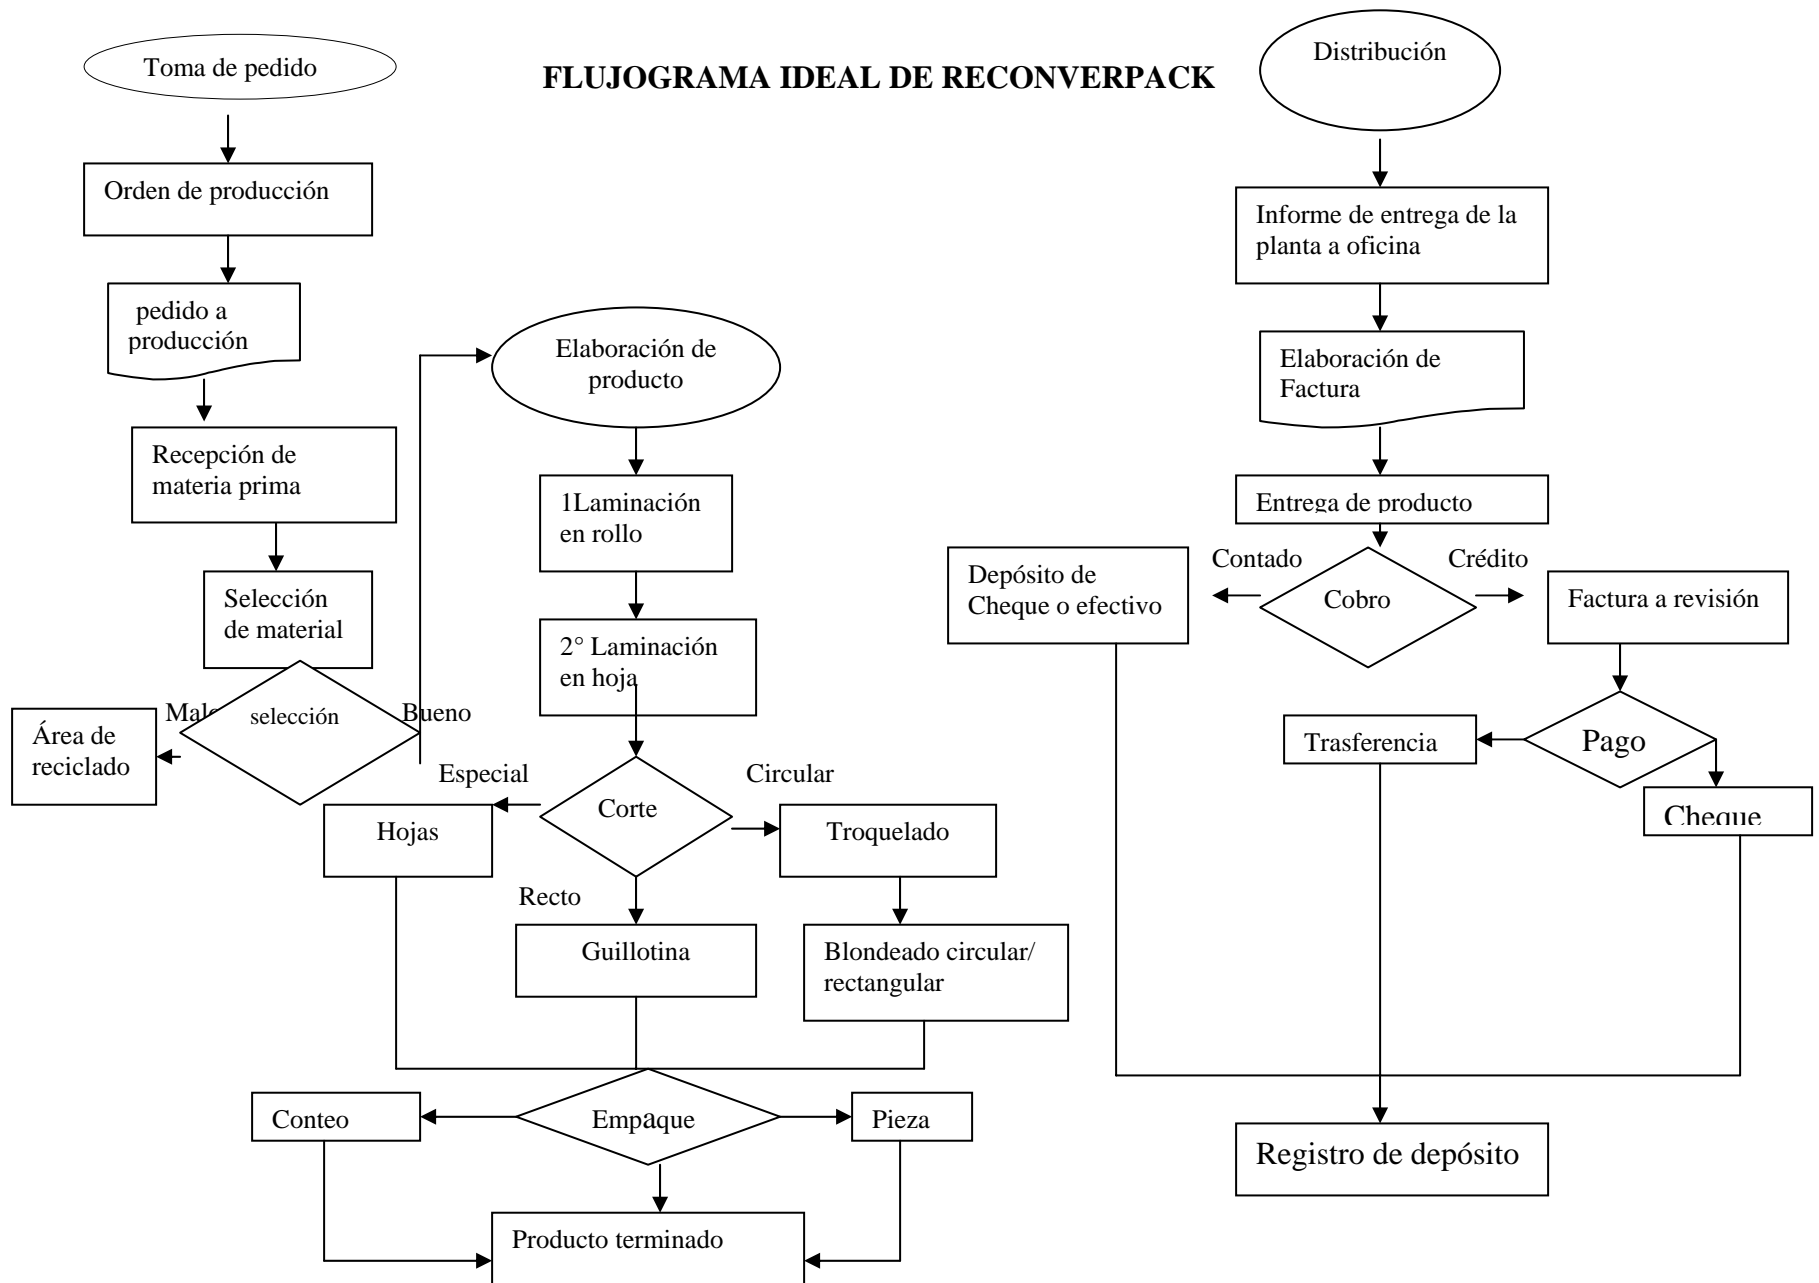 FLUJOGRAMA IDEAL DE RECONVERPACK
Toma de pedido
Orden de producción
pedido a
producción
Recepción de
materia prima
Selección
de material
selección
Malo
Bueno
Área de
reciclado
Elaboración de
producto
1Laminación
en rollo
2° Laminación
en hoja
Corte
Especial
Circular
Recto
Hojas
Troquelado
Guillotina
Blondeado circular/
rectangular
Empaque
Conteo
Pieza
Producto terminado
Distribución
Informe de entrega de la
planta a oficina
Elaboración de
Factura
Entrega de producto
Contado
Crédito
Cobro
Depósito de
Cheque o efectivo
Factura a revisión
Pago
Trasferencia
Cheque
Registro de depósito